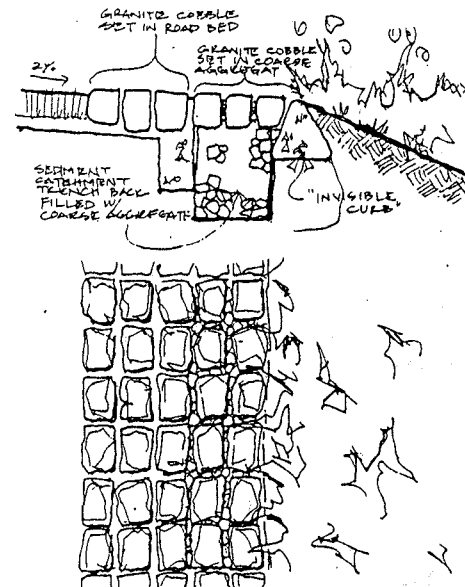 GRANITE COBBLE
SET IN ROAD BED
GRANITE COBBLE
SET IN COARSE
AGGREGAT
2%
SEDIMENT
CATCHMENT
TRENCH BACK
FILLED W/
COARSE AGGREGATE
"INVISIBLE
CURB"